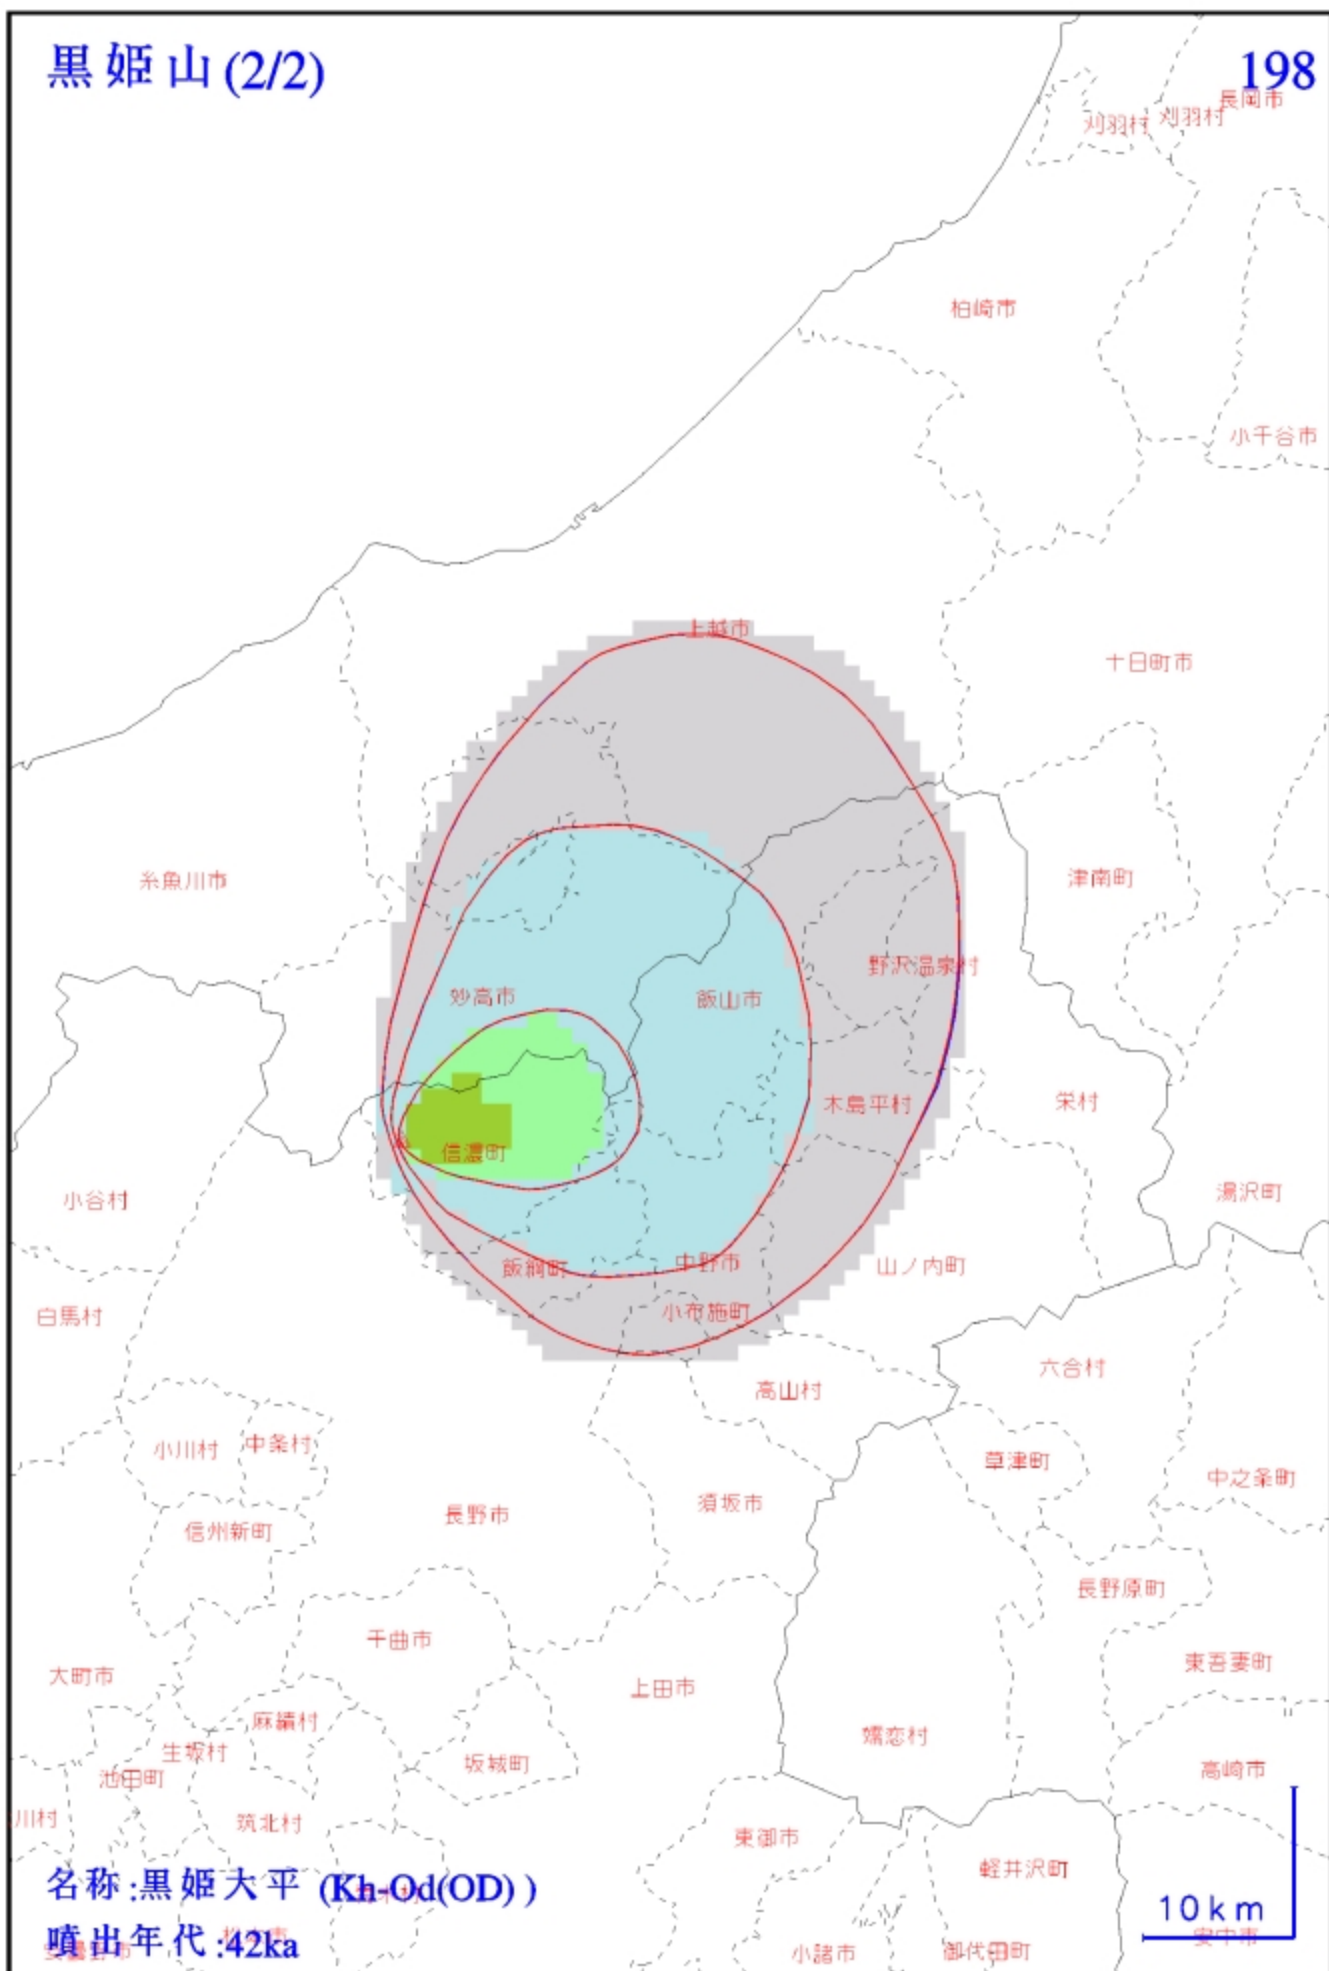 黒姫山(2/2)
198
長岡市
刈羽村
刈羽村
柏崎市
小千谷市
上越市
十日町市
糸魚川市
津南町
野沢温泉村
妙高市
飯山市
木島平村
栄村
信濃町
小谷村
湯沢町
飯綱町
中野市
山ノ内町
白馬村
小布施町
六合村
高山村
小川村
中条村
草津町
中之条町
信州新町
長野市
須坂市
長野原町
千曲市
大町市
上田市
東吾妻町
麻績村
生坂村
坂城町
嬬恋村
池田町
高崎市
川村
筑北村
東御市
軽井沢町
名称:黒姫大平 (Kh-Od(OD) )
10km
噴出年代:42ka
小諸市
御代田町
安中市